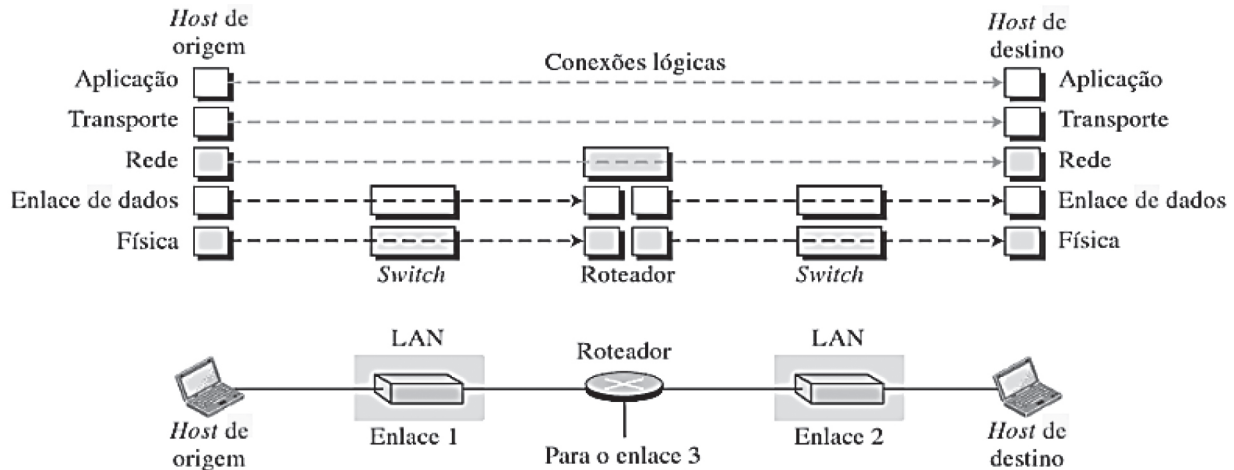 Host de
origem
Host de
destino
Conexões lógicas
Aplicação
Aplicação
Transporte
Transporte
Rede
Rede
Enlace de dados
Enlace de dados
Física
Física
Switch
Roteador
Switch
LAN
Roteador
LAN
Host de
origem
Enlace 1
Para o enlace 3
Enlace 2
Host de
destino